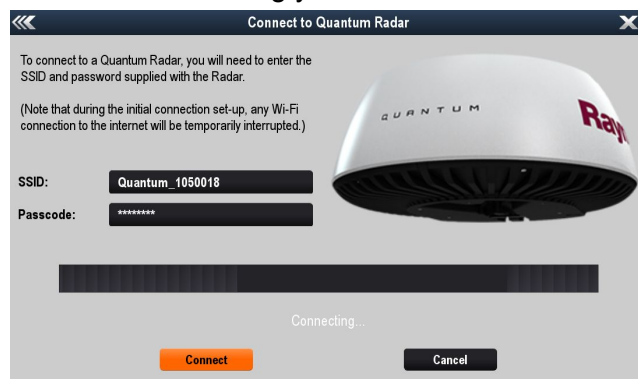 Connect to Quantum Radar
To connect to a Quantum Radar, you will need to enter the
SSID and password supplied with the Radar.
(Note that during the initial connection set-up, any Wi-Fi
connection to the internet will be temporarily interrupted.)
QUANTUM
Ray
SSID:
Quantum_1050018
Passcode:
********
Connecting...
Connect
Cancel